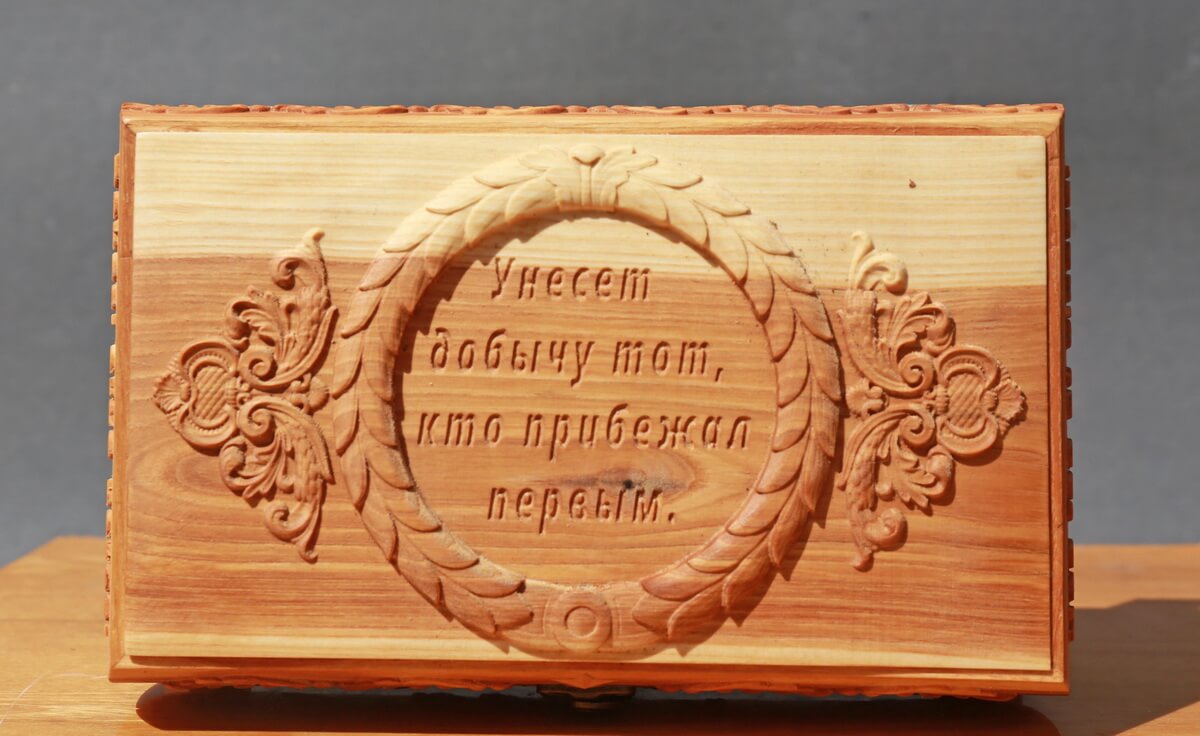 Унесет
добычу тот,
кто прибежал
первым.